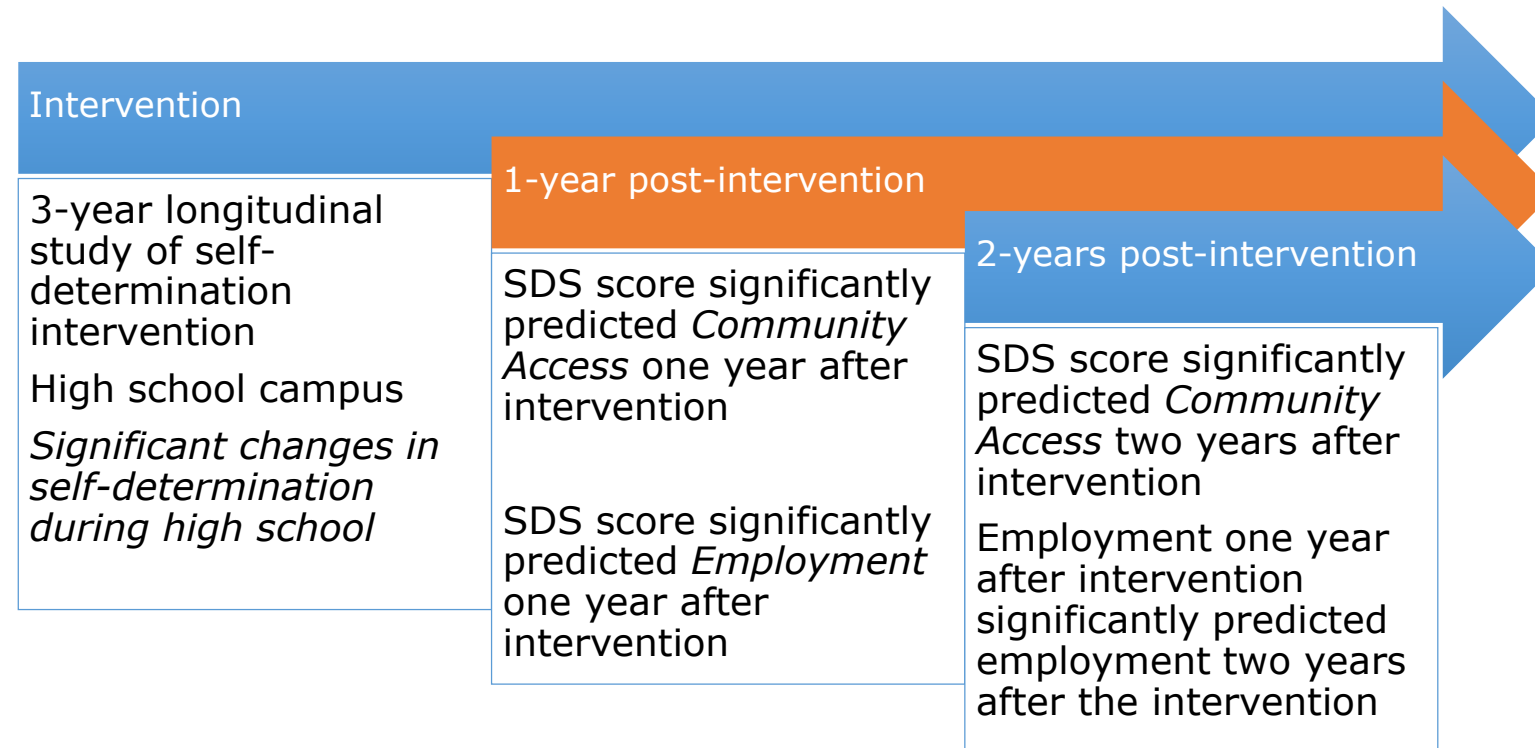 Intervention
3-year longitudinal
study of self-
determination
intervention
High school campus
Significant changes in
self-determination
during high school
1-year post-intervention
SDS score significantly
predicted Community
Access one year after
intervention
SDS score significantly
predicted Employment
one year after
intervention
2-years post-intervention
SDS score significantly
predicted Community
Access two years after
intervention
Employment one year
after intervention
significantly predicted
employment two years
after the intervention